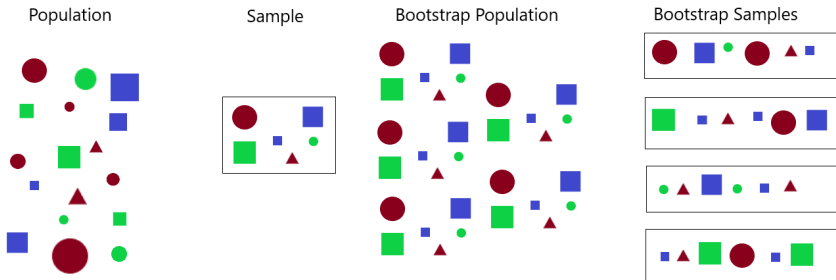 Population
Sample
Bootstrap Population
Bootstrap Samples